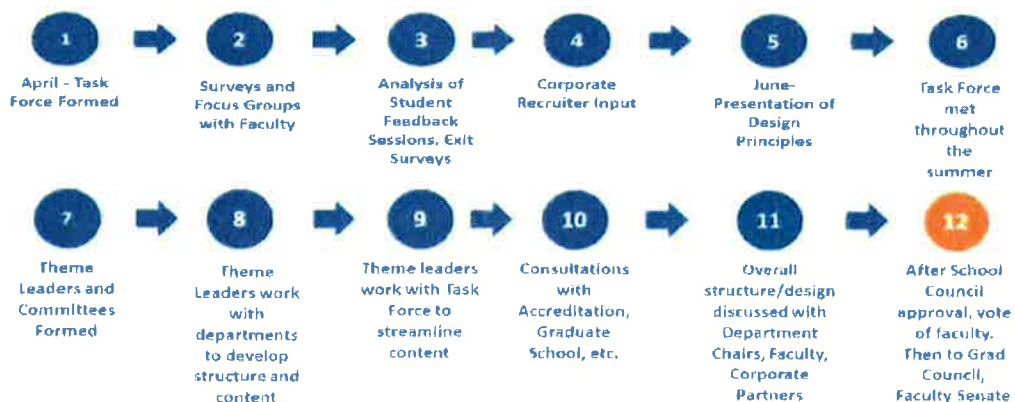 1
2
3
4
5
6
April - Task
Force Formed
Surveys and
Focus Groups
with Faculty
Analysis of
Student
Feedback
Sessions, Exit
Surveys
Corporate
Recruiter Input
June-
Presentation of
Design
Principles
Task Force
met
throughout
the
summer
7
8
9
10
11
12
Theme
Leaders and
Committees
Formed
Theme
Leaders work
with
departments
to develop
structure and
content
Theme leaders
work with Task
Force to
streamline
content
Consultations
with
Accreditation,
Graduate
School, etc.
Overall
structure/design
discussed with
Department
Chairs, Faculty,
Corporate
Partners
After School
Council
approval, vote
of faculty.
Then to Grad
Council,
Faculty Senate